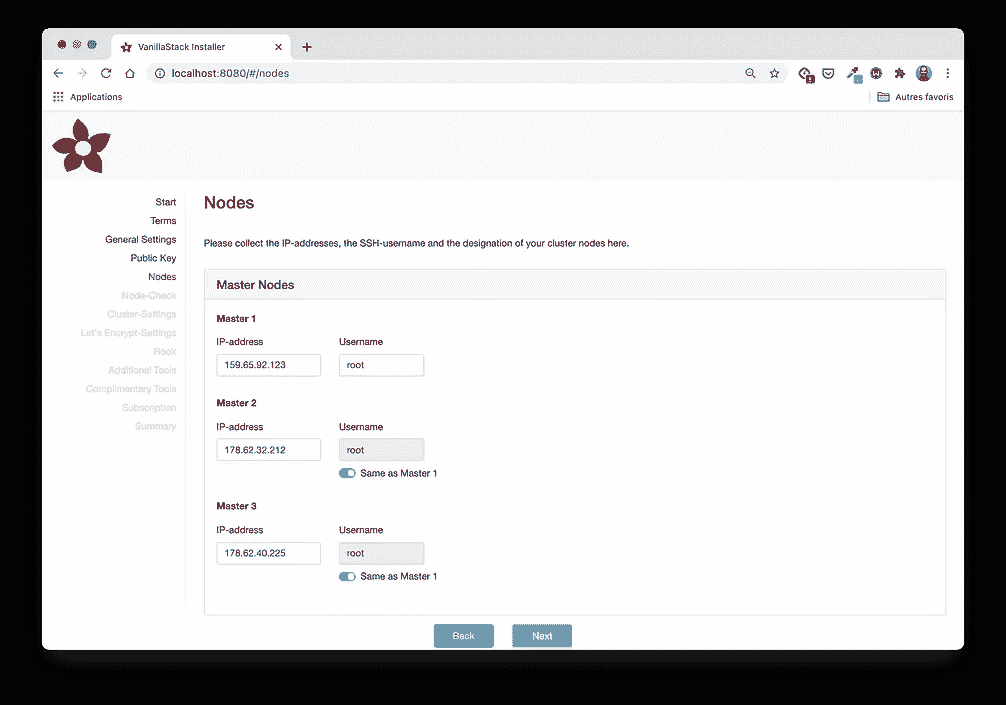 VanillaStack Installer
localhost:8080/#/nodes
Applications
Autres favoris
Start
Terms
General Settings
Public Key
Nodes
Node-Check
Cluster-Settings
Let's Encrypt-Settings
Rook
Additional Tools
Complimentary Tools
Subscription
Summary
Nodes
Please collect the IP-addresses, the SSH-username and the designation of your cluster nodes here.
Master Nodes
Master 1
IP-address Username
159.65.92.123 root
Master 2
IP-address Username
178.62.32.212 root
Same as Master 1
Master 3
IP-address Username
178.62.40.225 root
Same as Master 1
Back Next